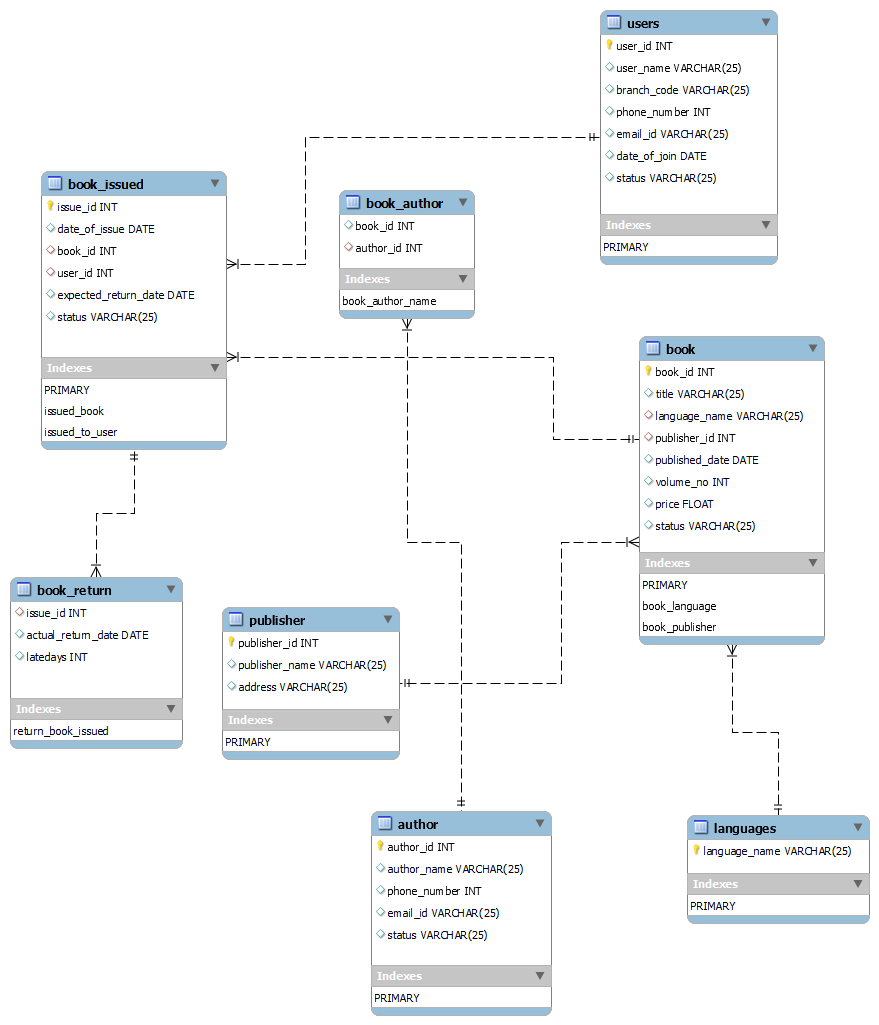 users
user_id INT
user_name VARCHAR(25)
branch_code VARCHAR(25)
phone_number INT
email_id VARCHAR(25)
date_of_join DATE
status VARCHAR(25)
Indexes
PRIMARY
book_issued
issue_id INT
date_of_issue DATE
book_id INT
user_id INT
expected_return_date DATE
status VARCHAR(25)
Indexes
PRIMARY
issued_book
issued_to_user
book_author
book_id INT
author_id INT
Indexes
book_author_name
book
book_id INT
title VARCHAR(25)
language_name VARCHAR(25)
publisher_id INT
published_date DATE
volume_no INT
price FLOAT
status VARCHAR(25)
Indexes
PRIMARY
book_language
book_publisher
book_return
issue_id INT
actual_return_date DATE
latedays INT
Indexes
return_book_issued
publisher
publisher_id INT
publisher_name VARCHAR(25)
address VARCHAR(25)
Indexes
PRIMARY
author
author_id INT
author_name VARCHAR(25)
phone_number INT
email_id VARCHAR(25)
status VARCHAR(25)
Indexes
PRIMARY
languages
language_name VARCHAR(25)
Indexes
PRIMARY